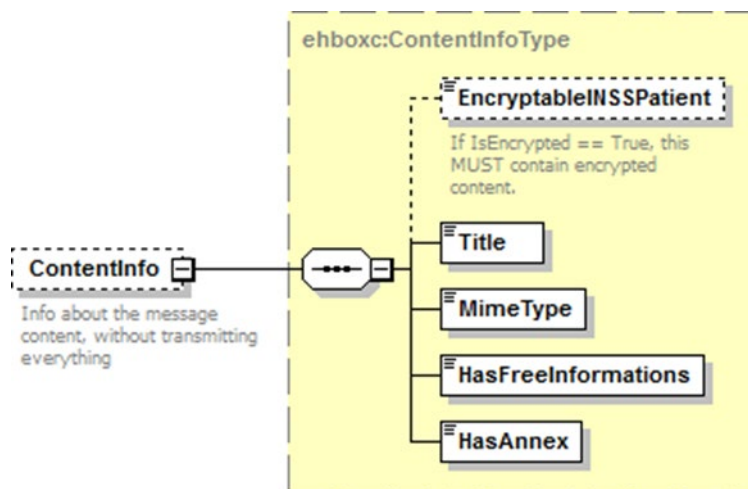 ehboxc:ContentInfoType
EncryptableINSSPatient
If IsEncrypted == True, this
MUST contain encrypted
content.
Title
ContentInfo
Info about the message
content, without transmitting
everything
MimeType
HasFreeInformations
HasAnnex